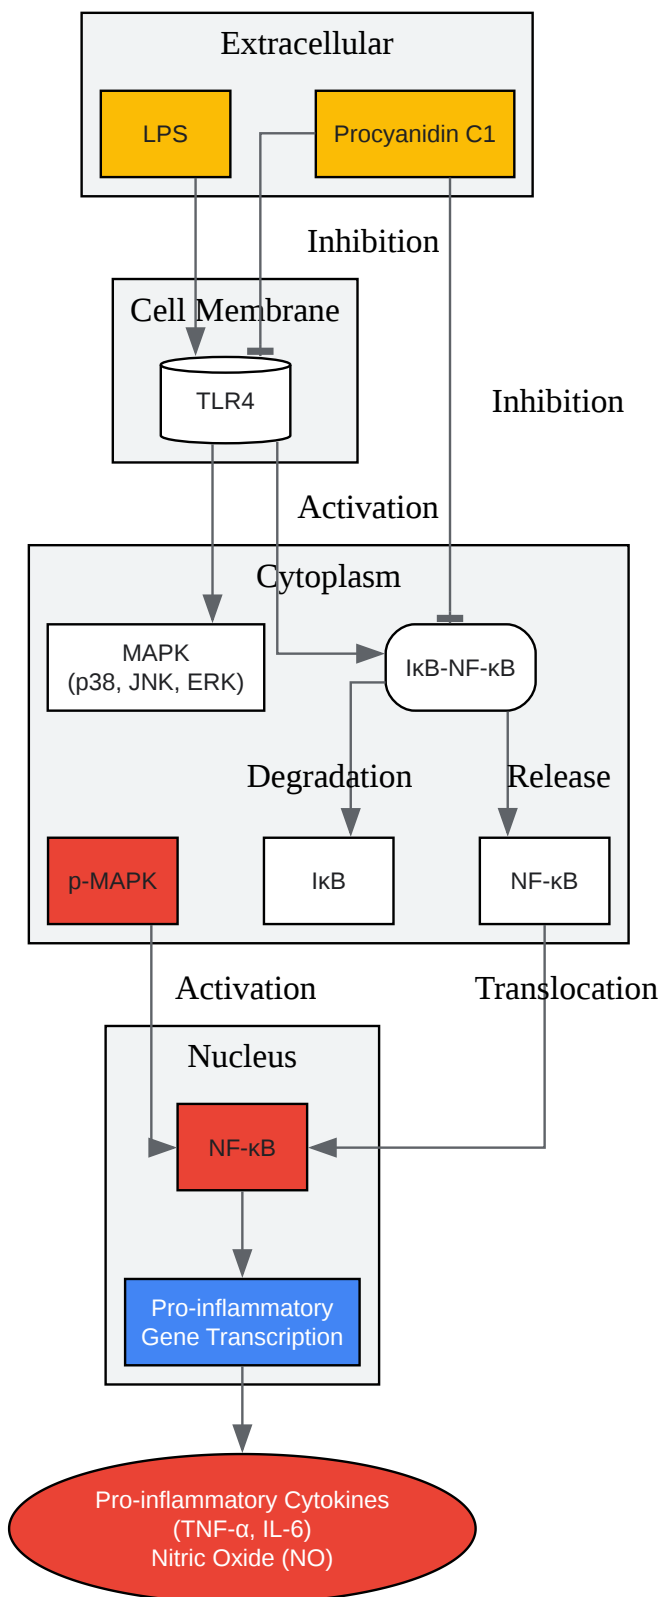 Extracellular
LPS
Procyanidin C1
Inhibition
Cell Membrane
TLR4
Inhibition
Activation
Cytoplasm
MAPK
(p38, JNK, ERK)
IκB-NF-κB
Degradation
Release
p-MAPK
IκB
NF-κB
Activation
Translocation
Nucleus
NF-κB
Pro-inflammatory
Gene Transcription
Pro-inflammatory Cytokines
(TNF-α, IL-6)
Nitric Oxide (NO)